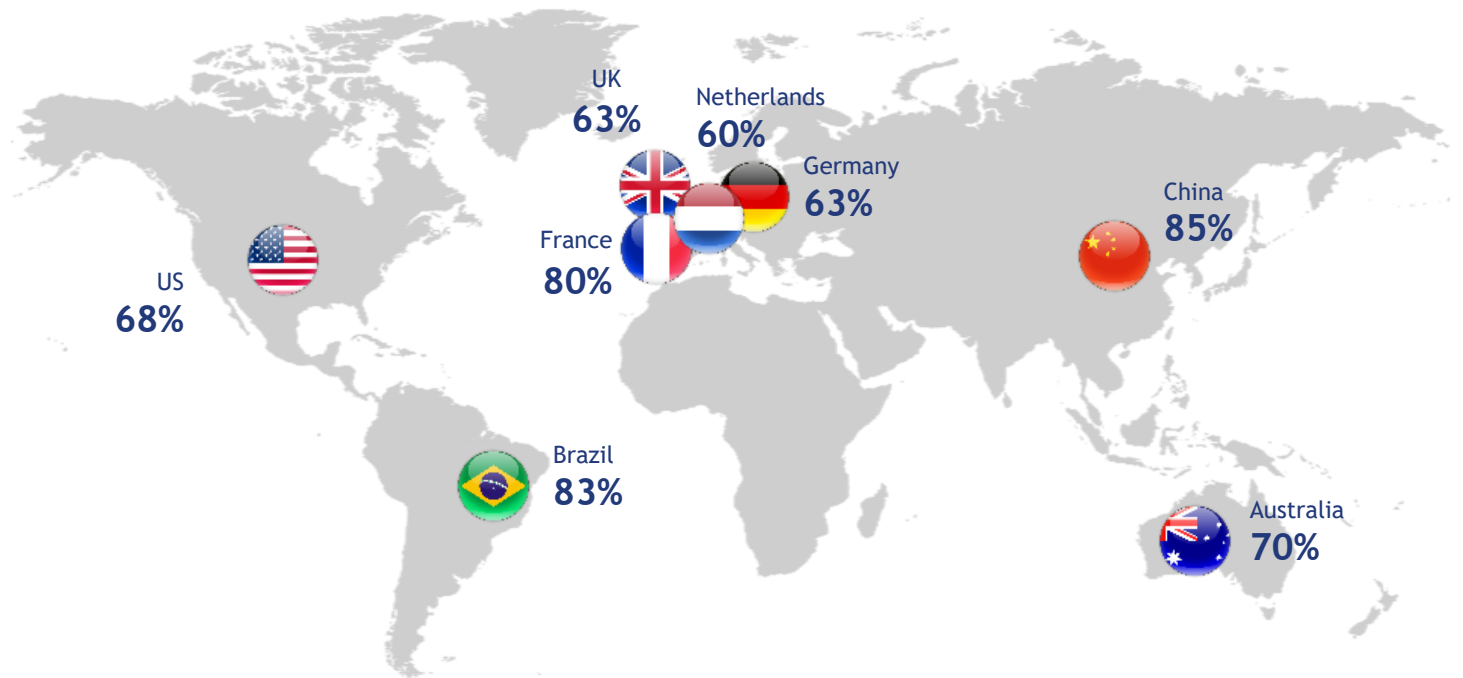 UK
63%
Netherlands
60%
Germany
63%
China
85%
France
80%
US
68%
Brazil
83%
Australia
70%